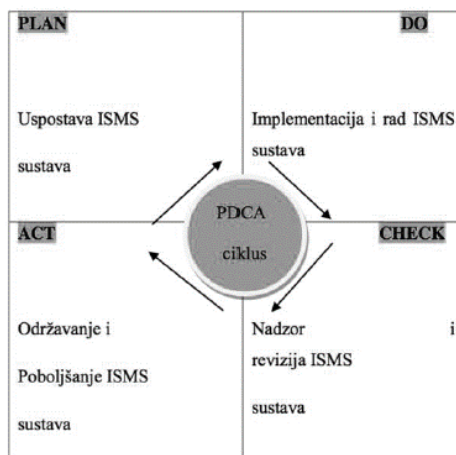 PLAN
Uspostava ISMS
sustava
DO
Implementacija i rad ISMS
sustava
PDCA
ciklus
ACT
Održavanje i
Poboljšanje ISMS
sustava
CHECK
Nadzor i
revizija ISMS
sustava